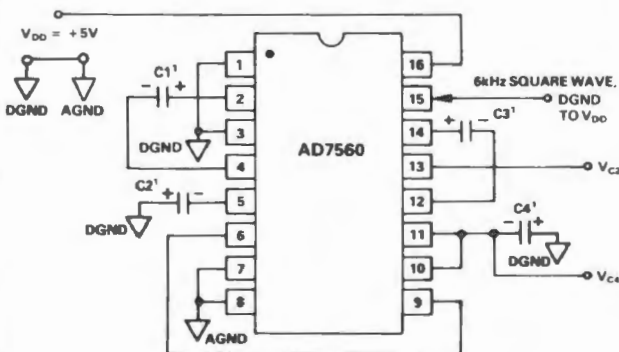 V_DD = +5V
DGND
AGND
- C1¹ +
DGND
C2¹
+ -
DGND
AGND
1
2
3
4
5
6
7
8
AD7560
16
15
14
13
12
11
10
9
6kHz SQUARE WAVE.
DGND
TO V_DD
+ - C3¹
V_C2
C4¹
- +
DGND
V_C4